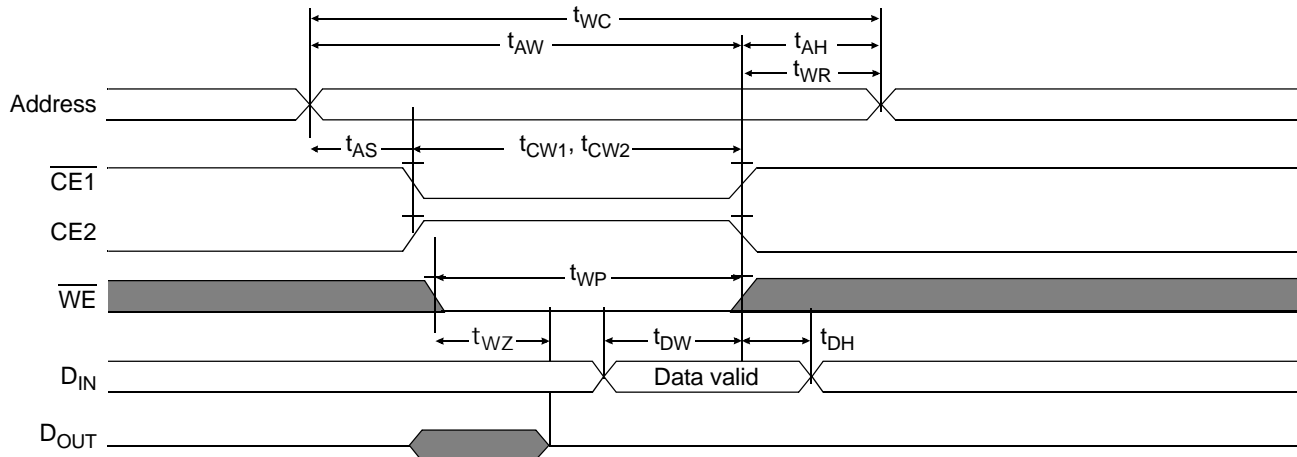 tWC
tAW tAH
tWR
Address
tAS tCW1, tCW2
CE1
CE2
tWP
WE
tWZ tDW tDH
DIN Data valid
DOUT